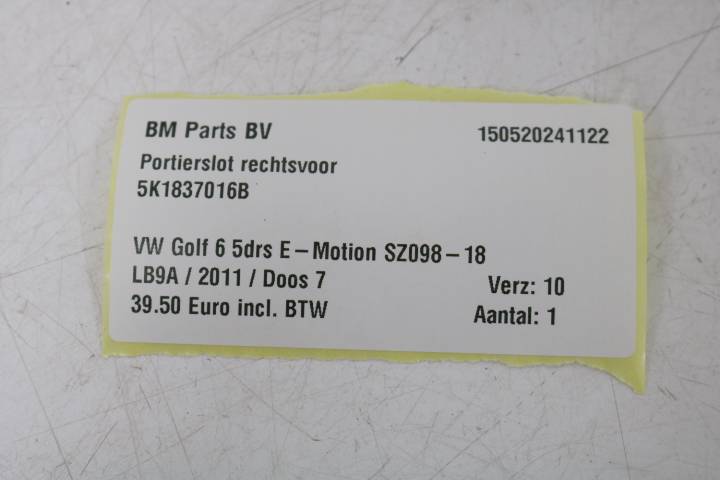 BM Parts BV 150520241122
Portierslot rechtsvoor
5K1837016B
VW Golf 6 5drs E-Motion SZ098-18
LB9A / 2011 / Doos 7 Verz: 10
39.50 Euro incl. BTW Aantal: 1